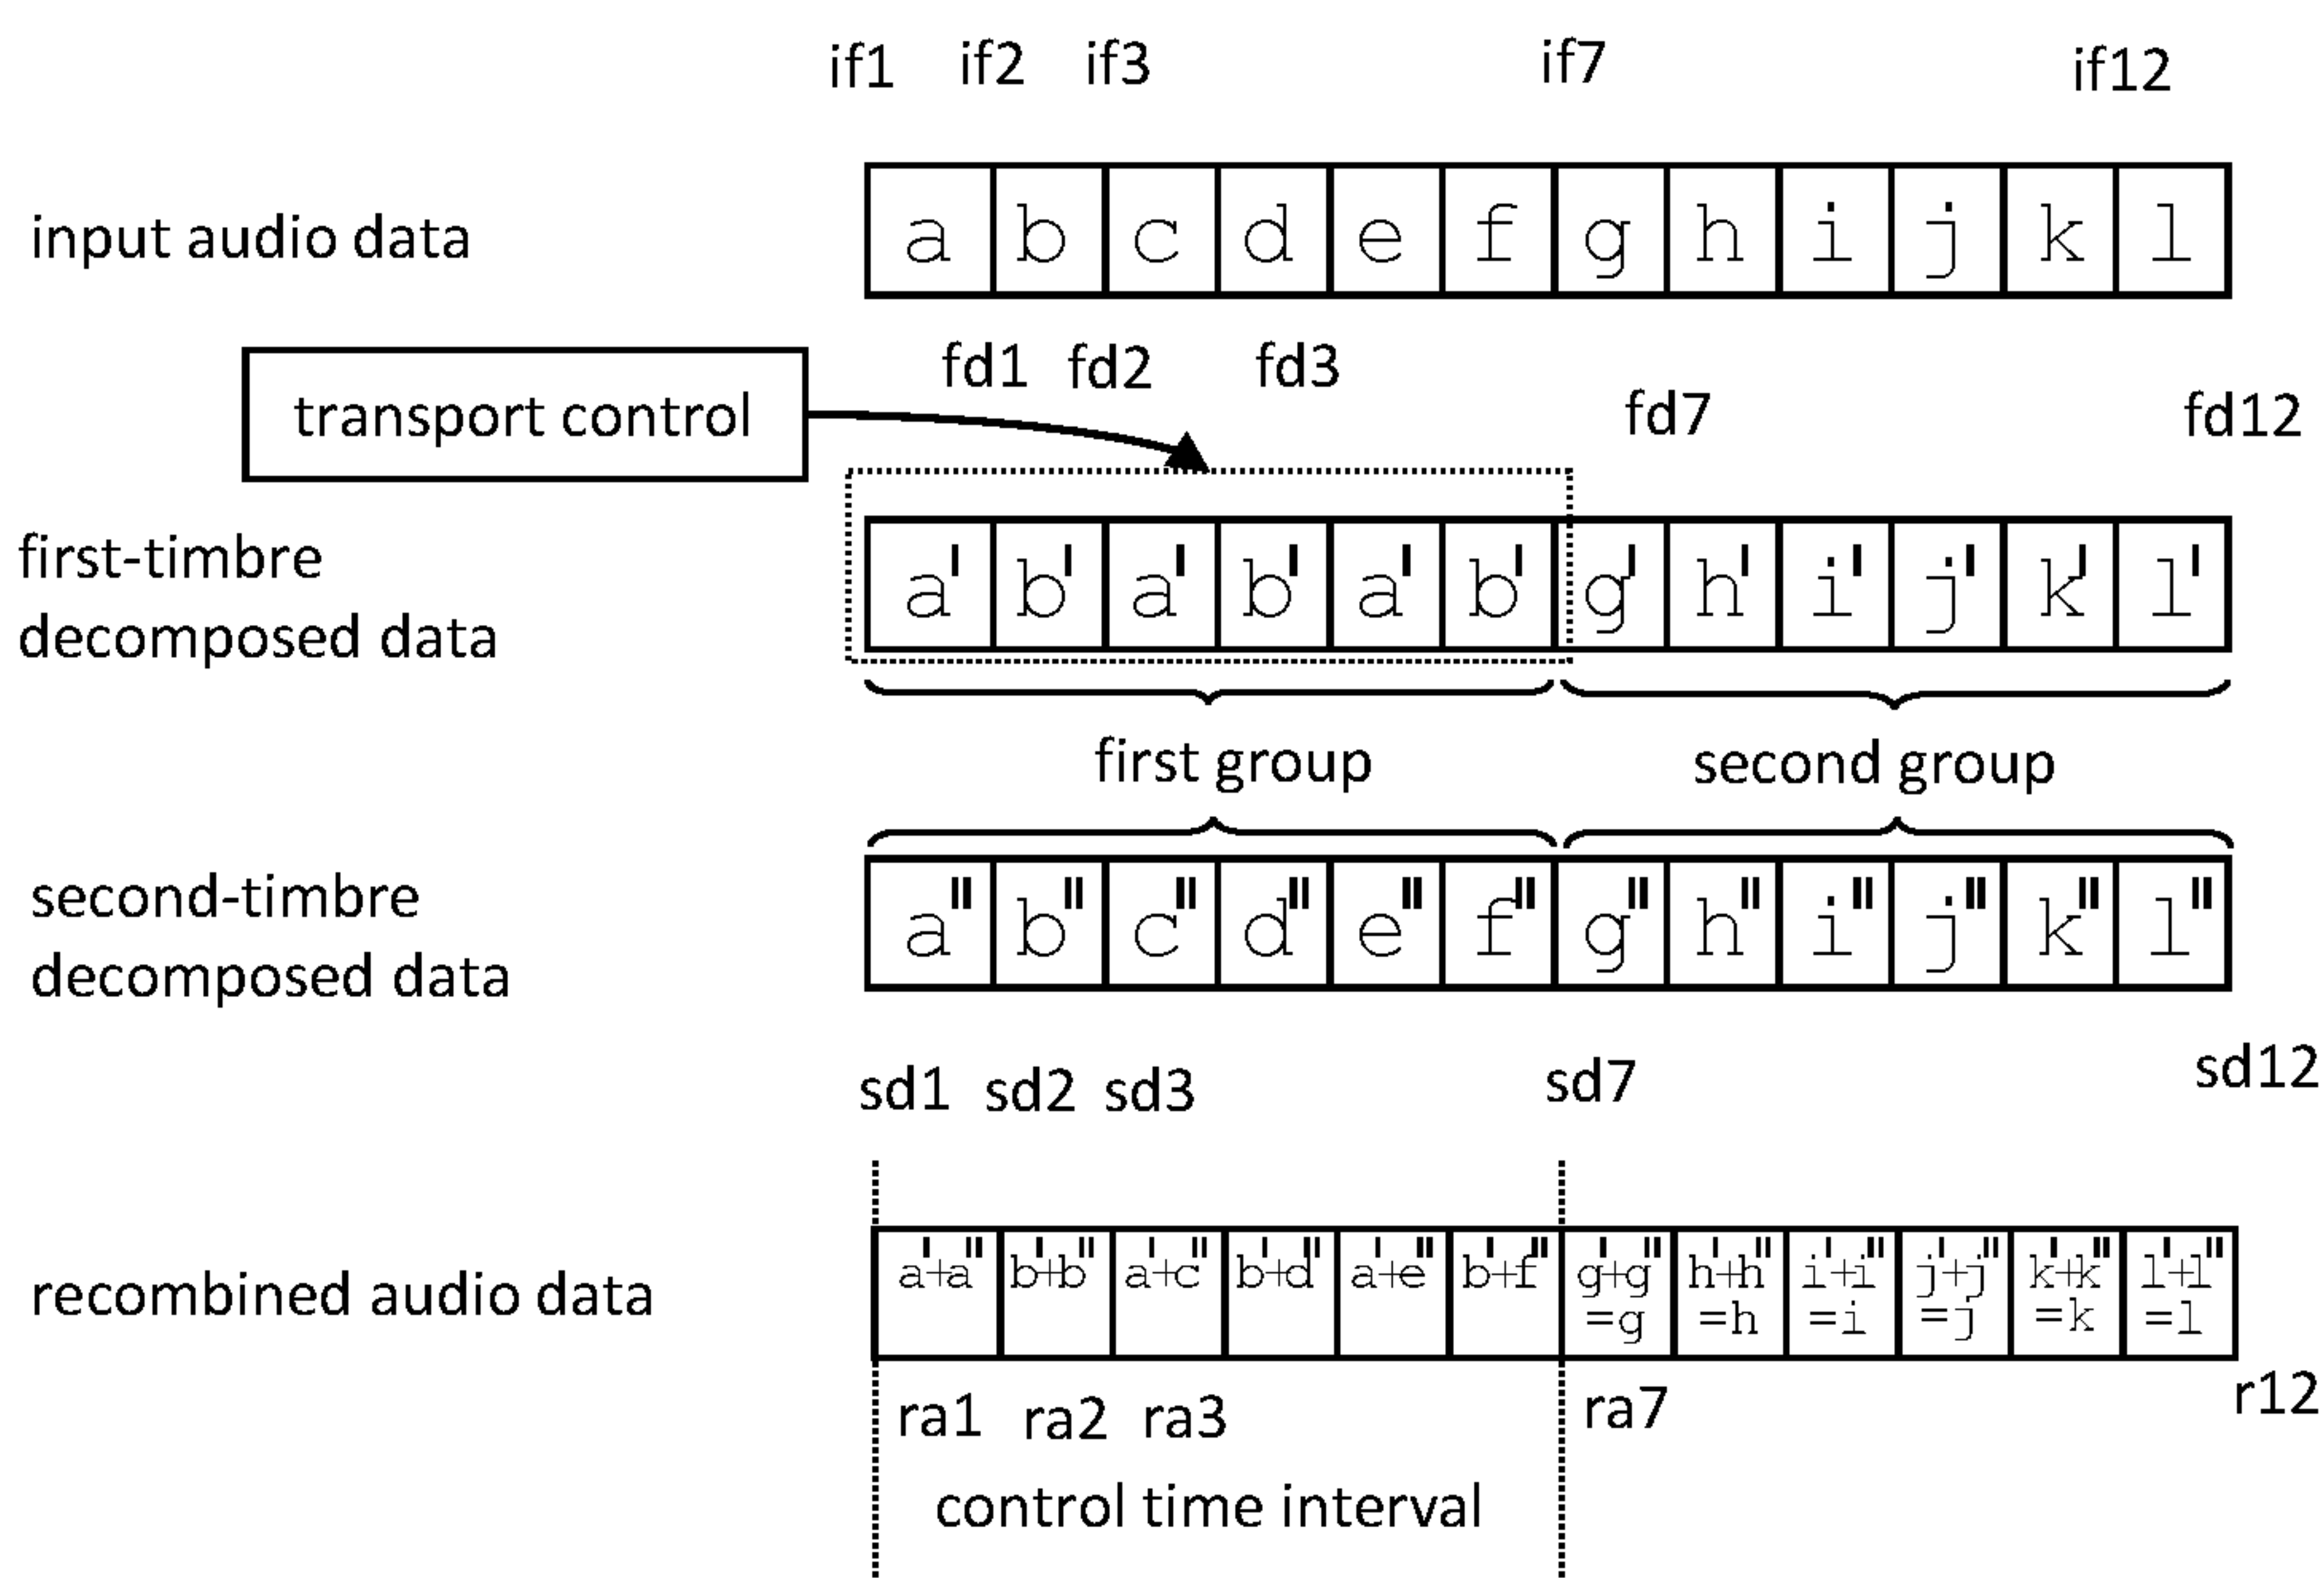 if1 if2 if3 if7 if12
input audio data a b c d e f g h i j k l
fd1 fd2 fd3 fd7 fd12
transport control
first-timbre
decomposed data
a' b' a' b' a' b' g' h' i' j' k' l'
first group second group
second-timbre
decomposed data
a" b" c" d" e" f" g" h" i" j" k" l"
sd1 sd2 sd3 sd7 sd12
recombined audio data
a'+a" b'+b" a'+c" b'+d" a'+e" b'+f" g'+g" h'+h" i'+i" j'+j" k'+k" l'+l"
=g =h =i =j =k =l
ra1 ra2 ra3 ra7 r12
control time interval